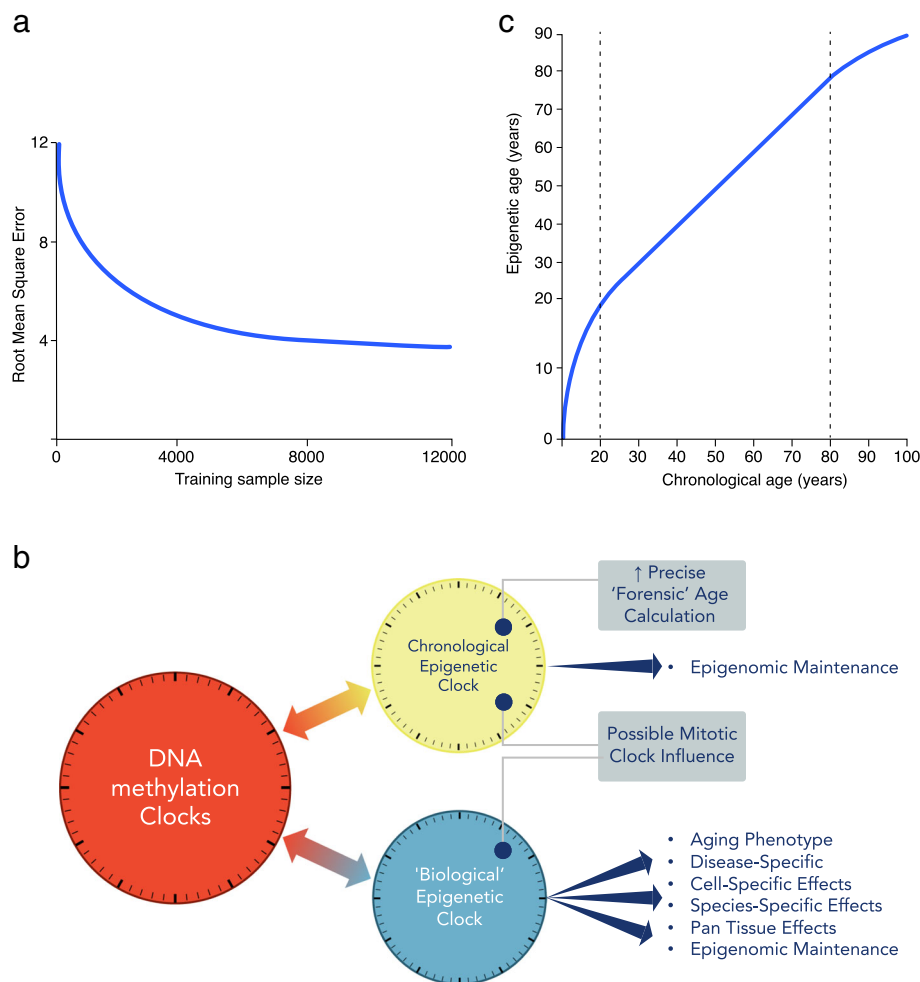 a
12
8
4
Root Mean Square Error
0
4000
8000
12000
Training sample size
c
90
80
70
60
50
40
30
20
10
0
Epigenetic age (years)
10
20
30
40
50
60
70
80
90
100
Chronological age (years)
b
DNA
methylation
Clocks
Chronological
Epigenetic
Clock
'Biological'
Epigenetic
Clock
↑ Precise
'Forensic' Age
Calculation
• Epigenomic Maintenance
Possible Mitotic
Clock Influence
• Aging Phenotype
• Disease-Specific
• Cell-Specific Effects
• Species-Specific Effects
• Pan Tissue Effects
• Epigenomic Maintenance